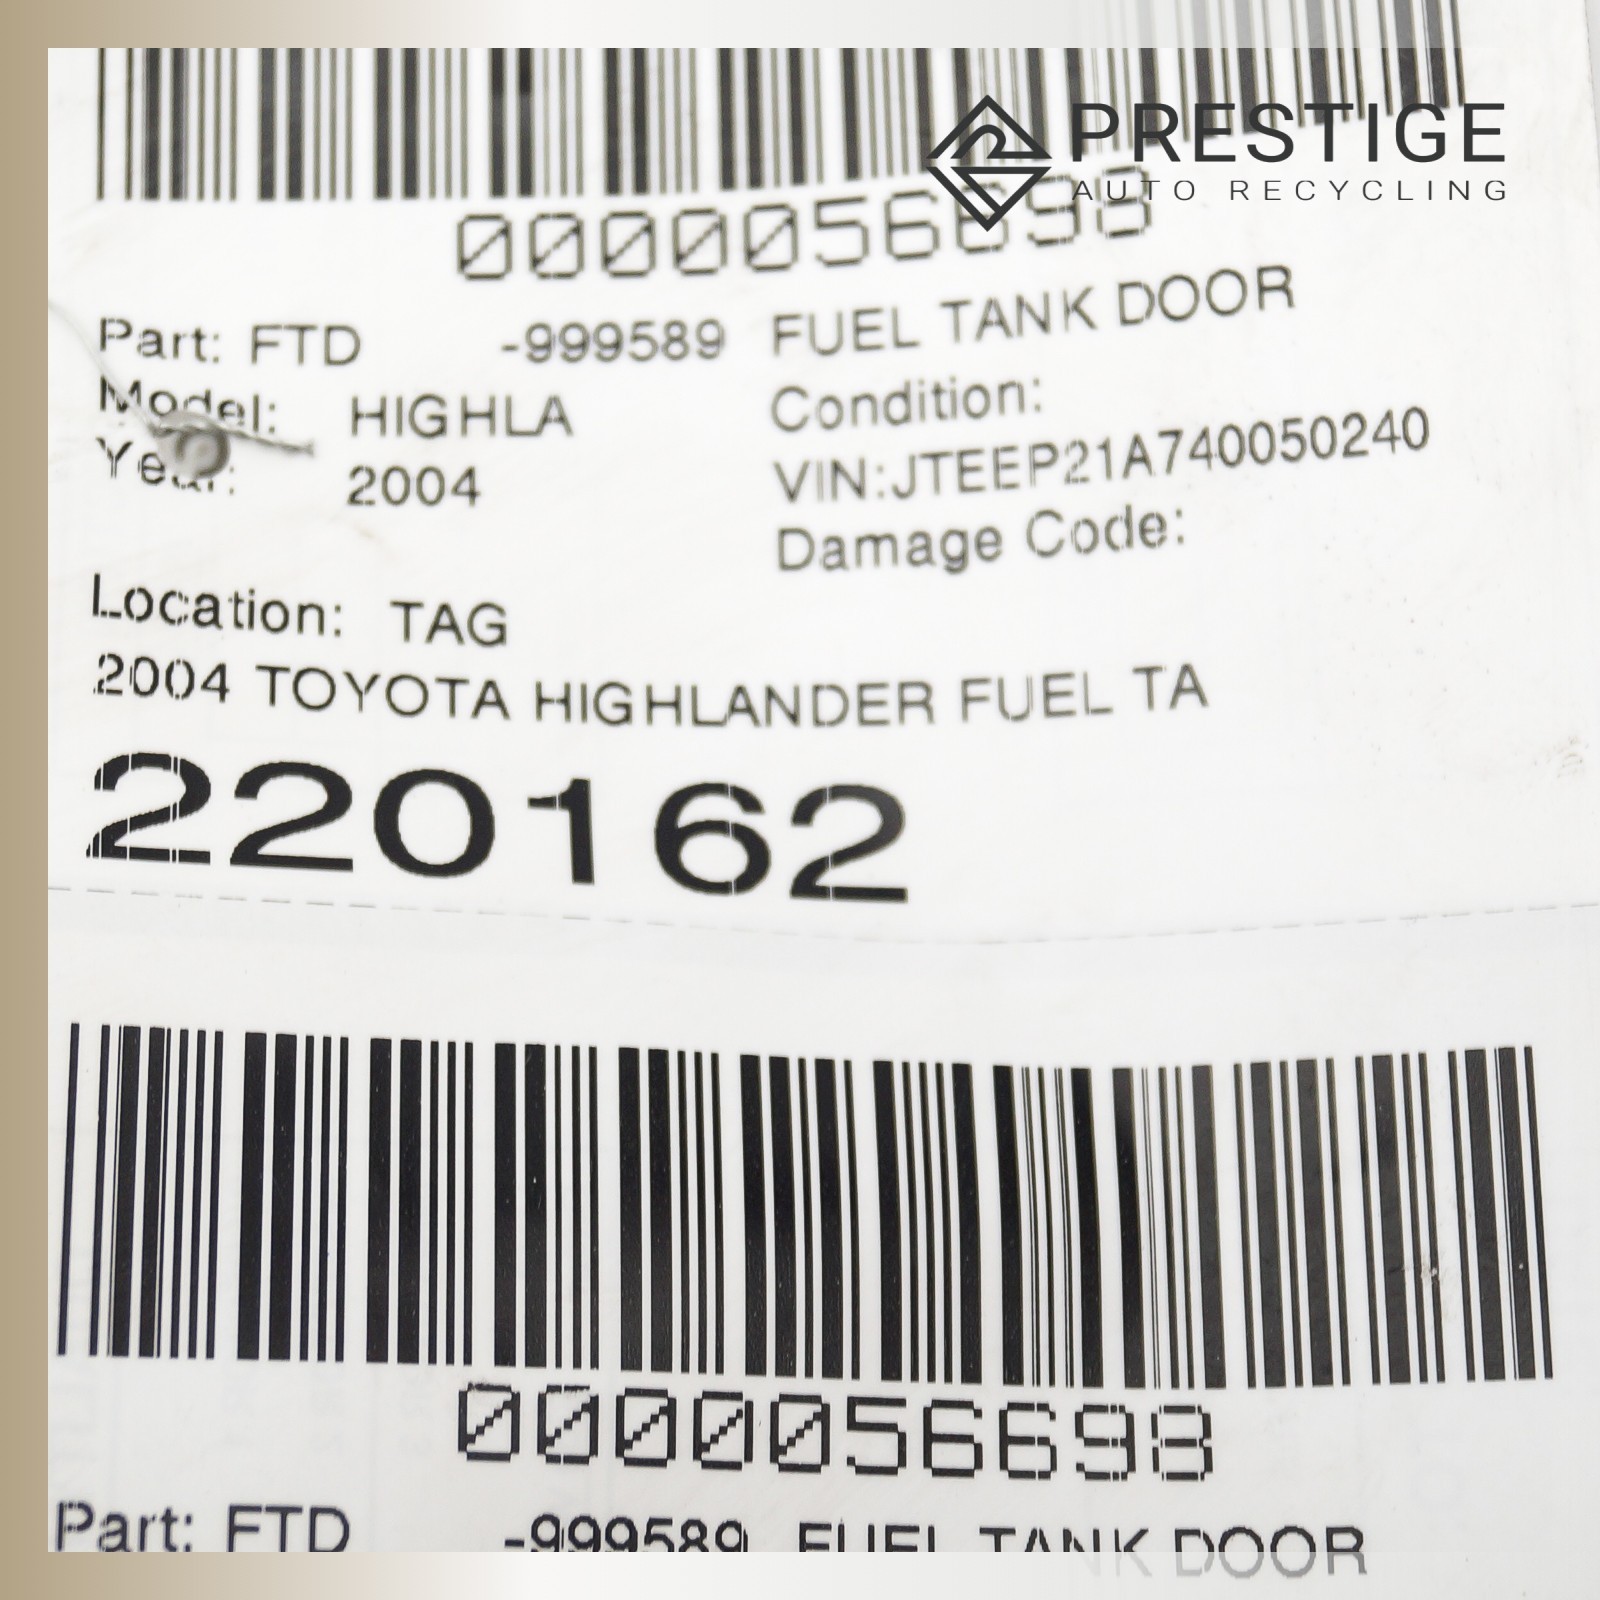 PRESTIGE
AUTO RECYCLING
0000056698
Part: FTD -999589 FUEL TANK DOOR
Model: HIGHLA Condition:
Year: 2004 VIN:JTEEP21A740050240
Damage Code:
Location: TAG
2004 TOYOTA HIGHLANDER FUEL TA
220162
0000056698
Part: FTD -999589 FUEL TANK DOOR